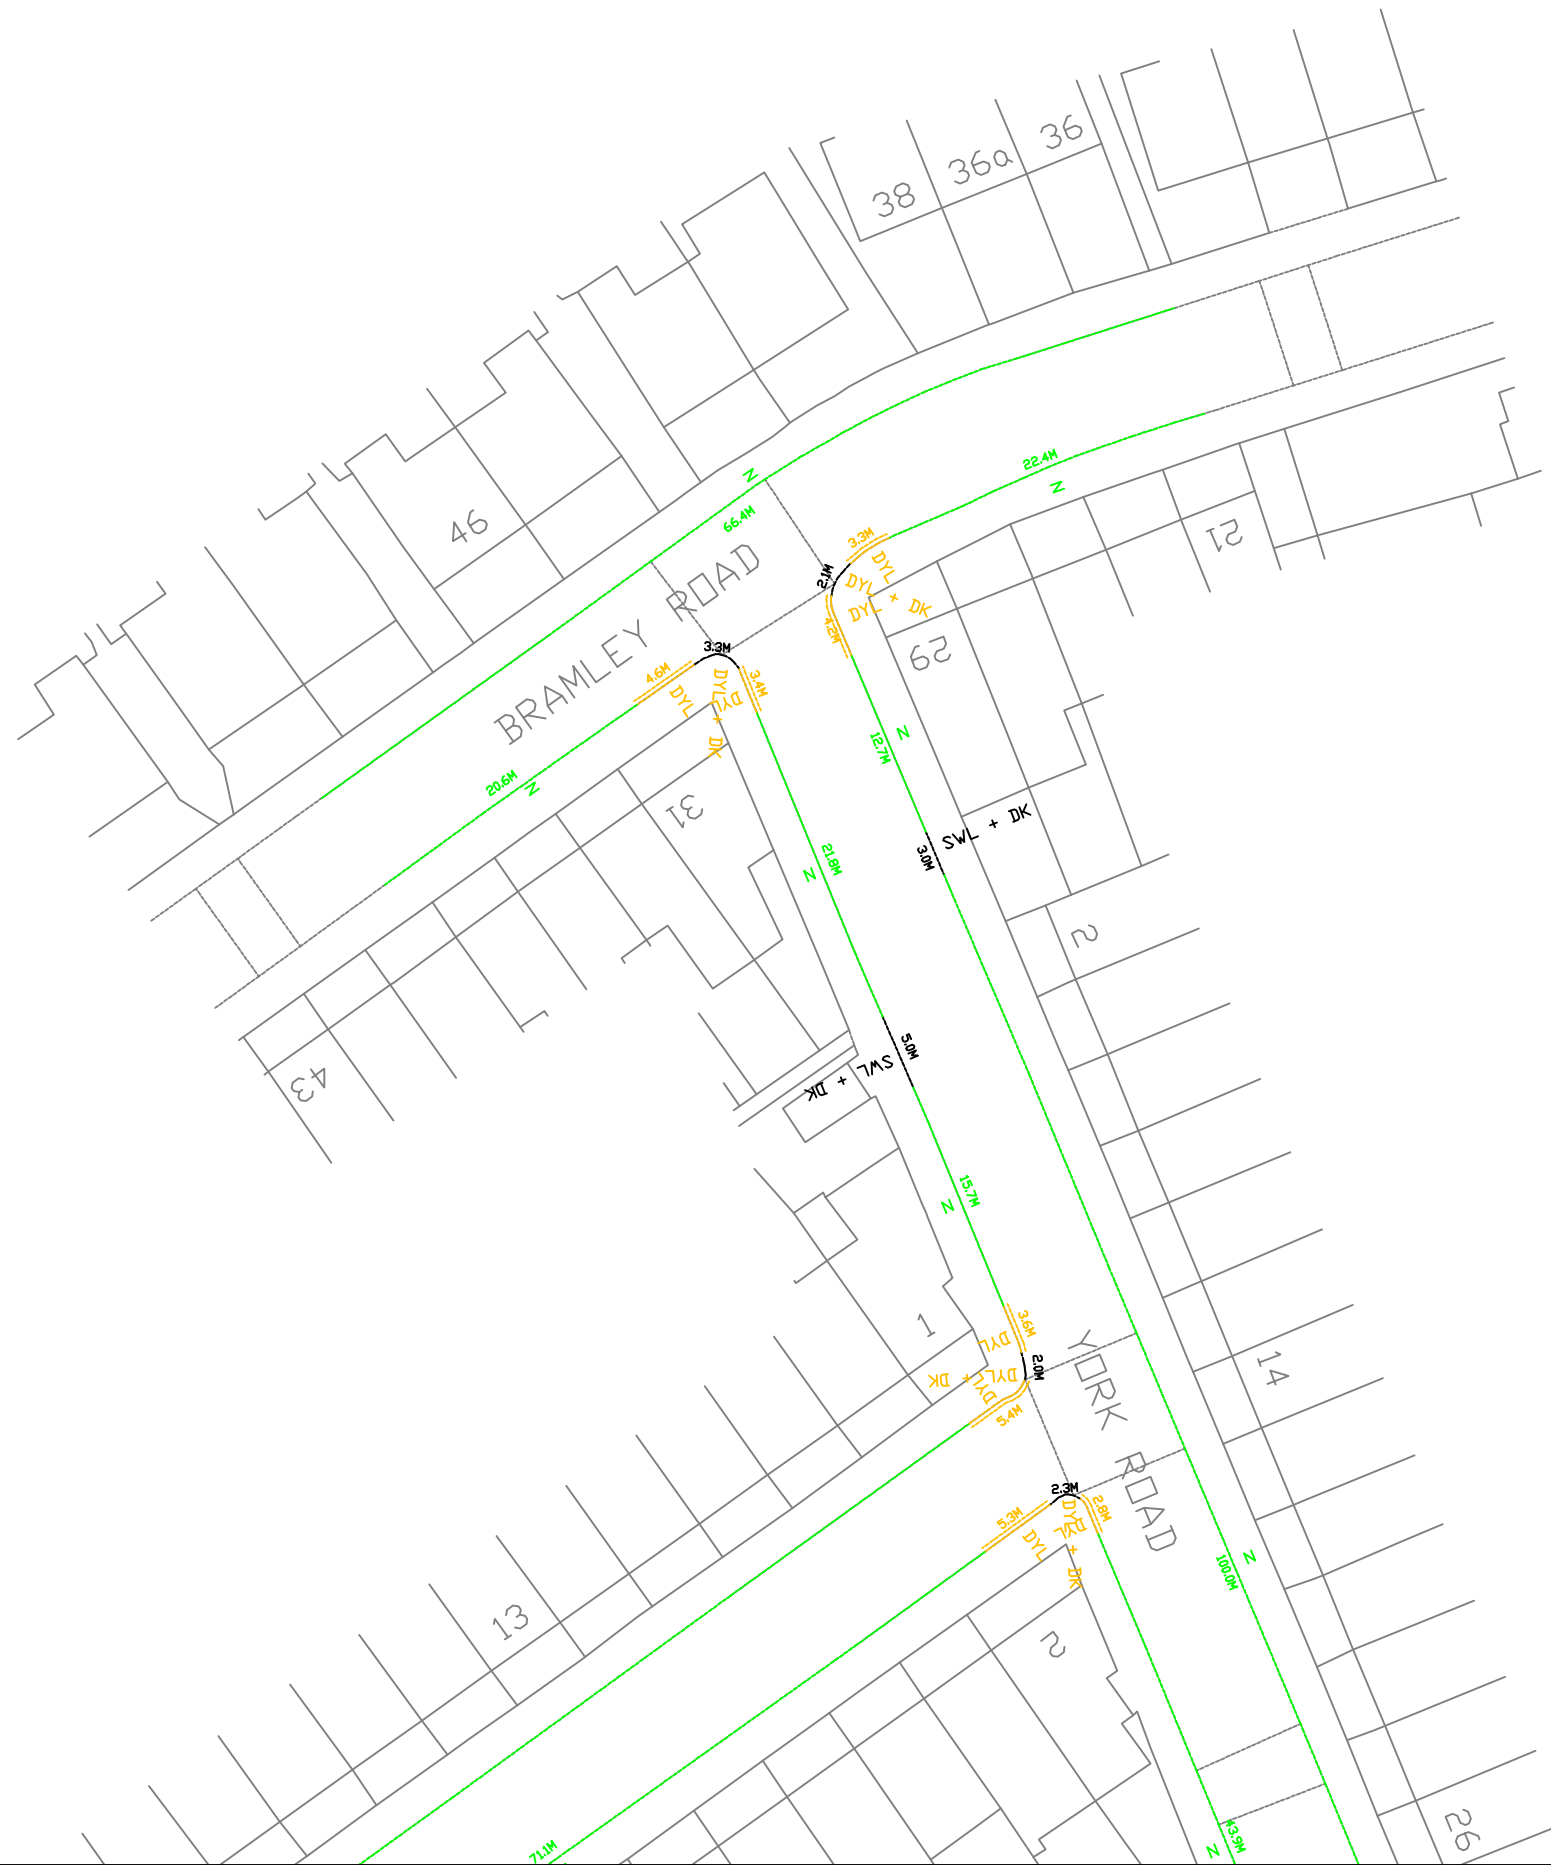 36
36a
38
22.4M
N
N
66.4M
46
21
3.3M
DYL
2.1M
DYL
DYL + DK
4.2M
29
BRAMLEY ROAD
3.3M
4.6M
DYL
DYL
DYL + DK
3.4M
N
12.7M
20.6M
N
31
SWL + DK
3.0M
21.8M
N
2
5.0M
SWL + DK
43
15.7M
N
1
3.6M
DYL
2.0M
DYL + DK
DYL
5.4M
YORK ROAD
14
2.3M
5.3M
DYL
DYL
DYL + DK
2.8M
N
100.0M
13
2
26
43.9M
N
71.1M